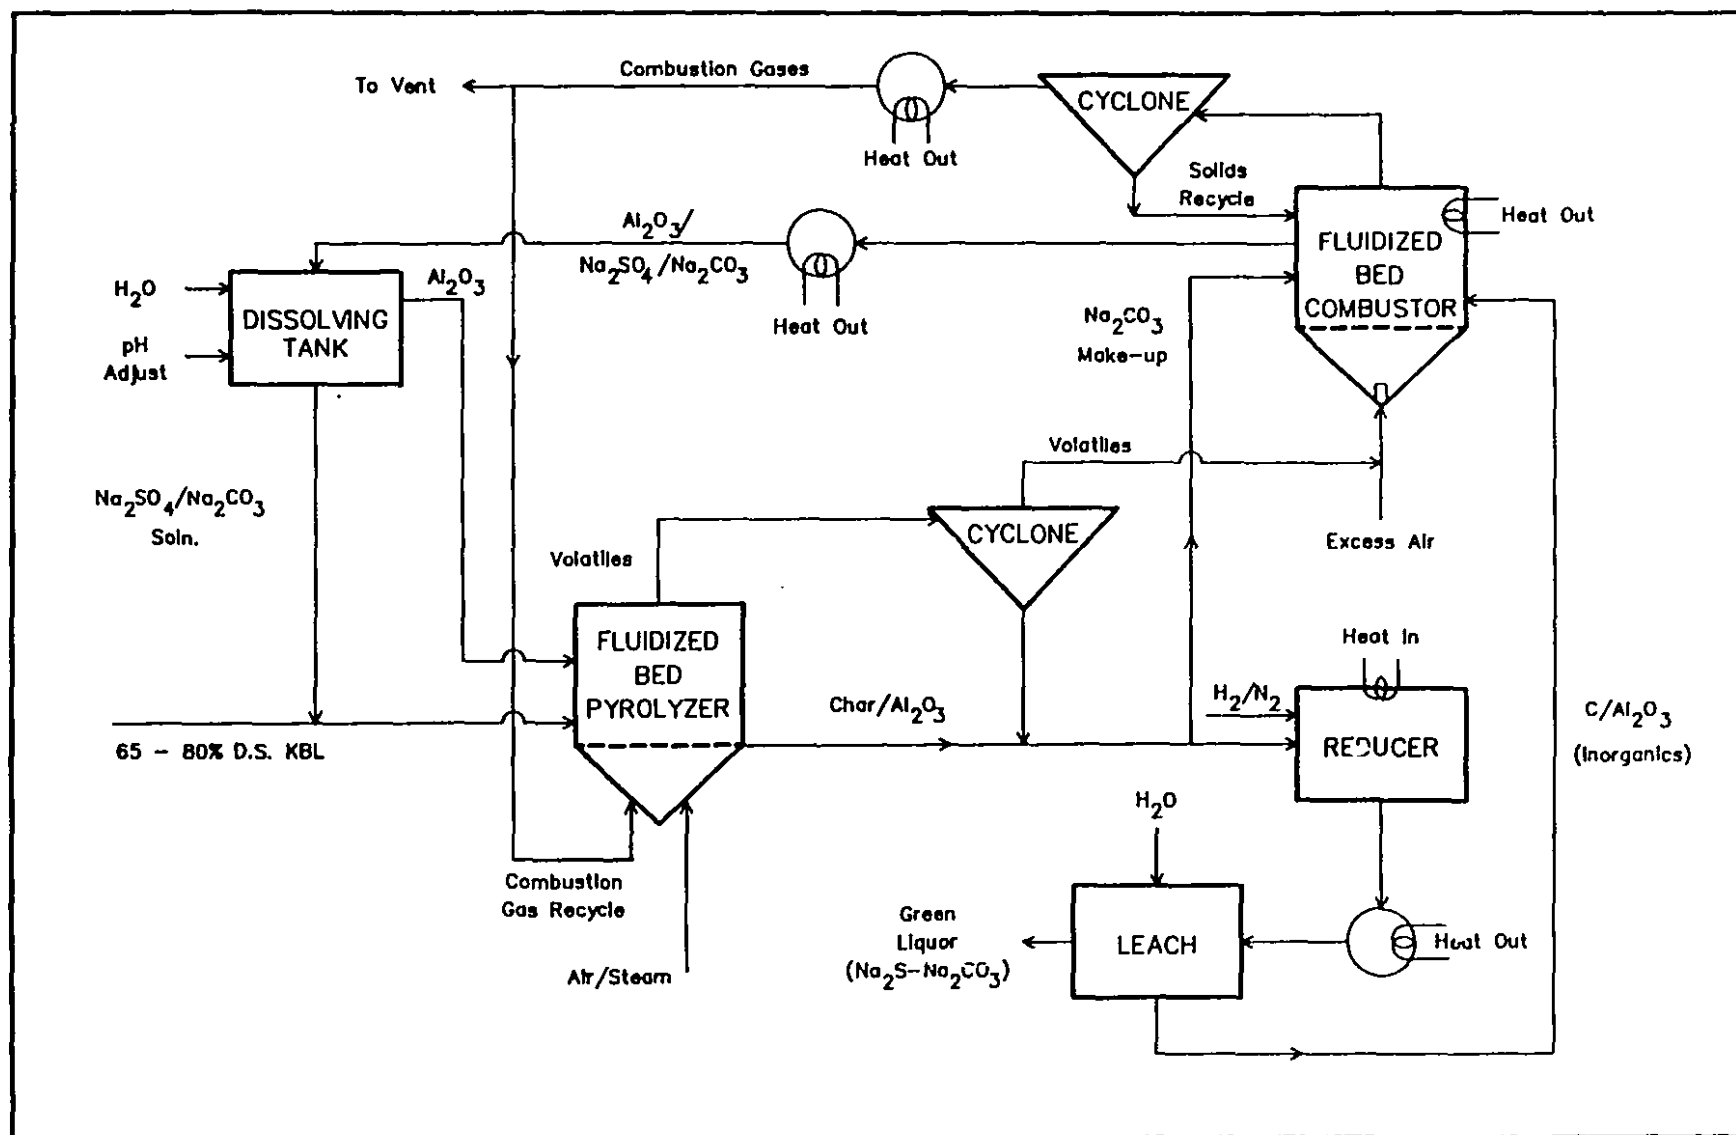 To Vent
Combustion Gases
CYCLONE
Heat Out
Solids
Recycle
Heat Out
FLUIDIZED
BED
COMBUSTOR
Al2O3/
Na2SO4/Na2CO3
Heat Out
H2O
pH
Adjust
DISSOLVING
TANK
Al2O3
Na2CO3
Make-up
Volatiles
Excess Air
Na2SO4/Na2CO3
Soln.
Volatiles
CYCLONE
FLUIDIZED
BED
PYROLYZER
Char/Al2O3
65 - 80% D.S. KBL
Heat In
H2/N2
REDUCER
C/Al2O3
(Inorganics)
Combustion
Gas Recycle
Air/Steam
H2O
Green
Liquor
(Na2S-Na2CO3)
LEACH
Heat Out